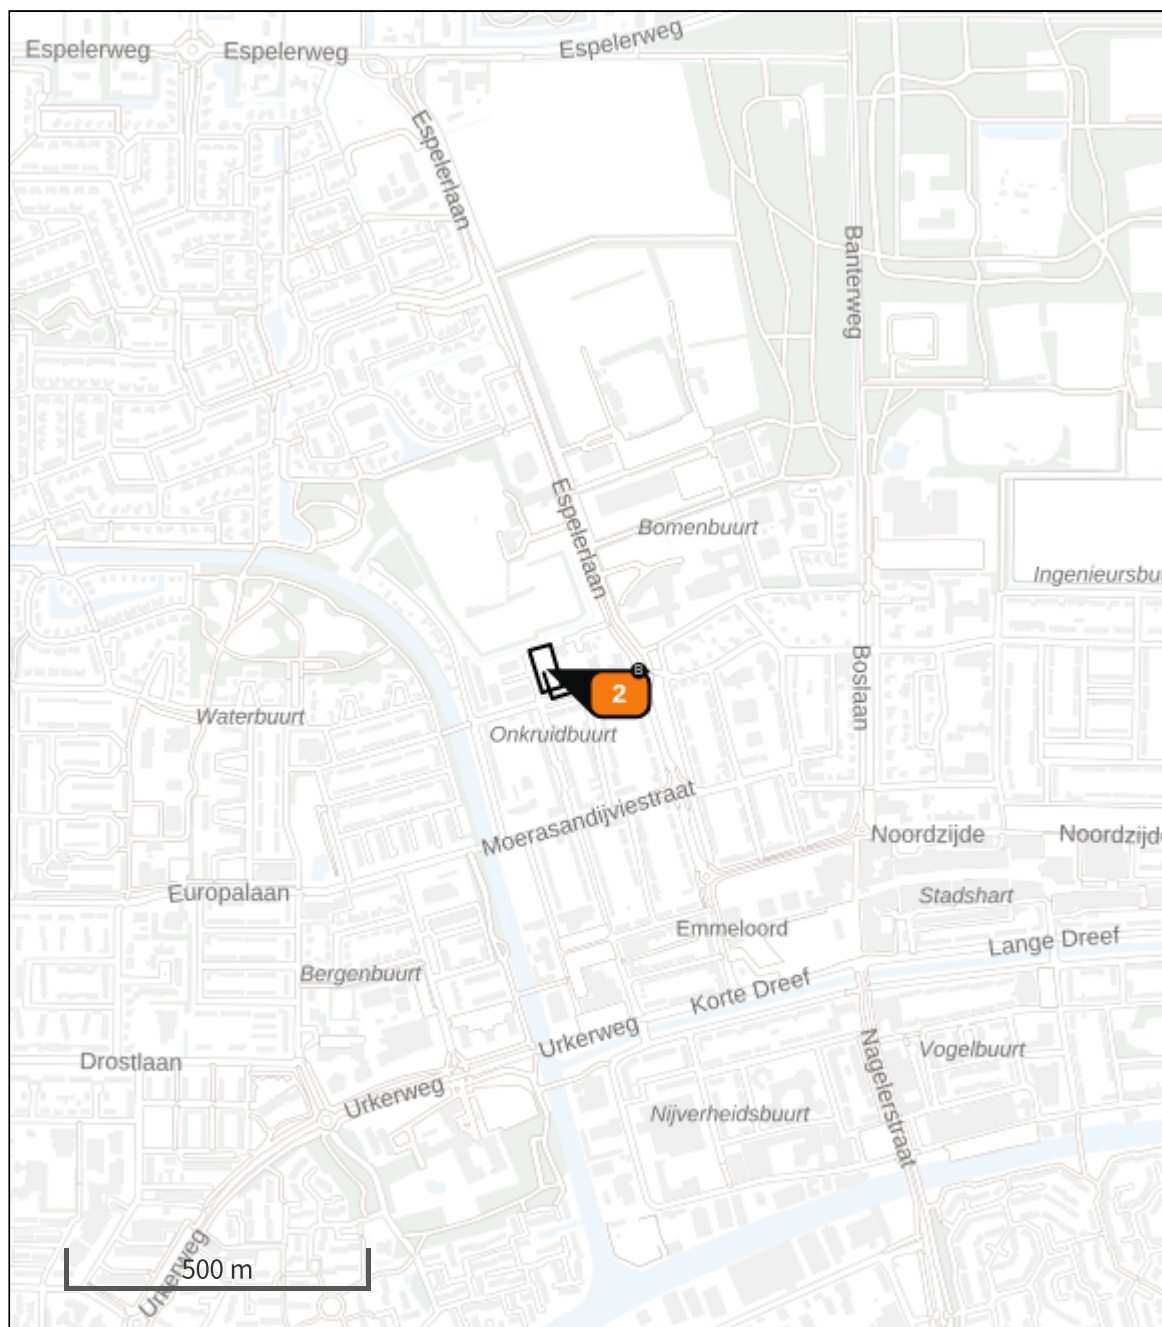 Espelerweg
Espelerweg
Espelerweg
Espelerlaan
Banterweg
Espelerlaan
Bomenbuurt
Ingenieursbuu
Boslaan
B
2
Waterbuurt
Onkruidbuurt
Moerasandijviestraat
Noordzijde
Noordzijde
Europalaan
Stadshart
Emmeloord
Lange Dreef
Bergenbuurt
Korte Dreef
Urkerweg
Nagelerstraat
Vogelbuurt
Drostlaan
Urkerweg
Nijverheidsbuurt
Urkerweg
500 m